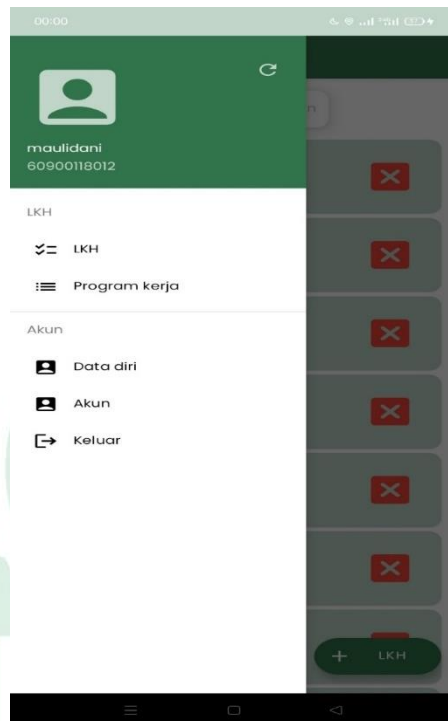 00:00
maulidani
60900118012
LKH
LKH
Program kerja
Akun
Data diri
Akun
Keluar
+ LKH